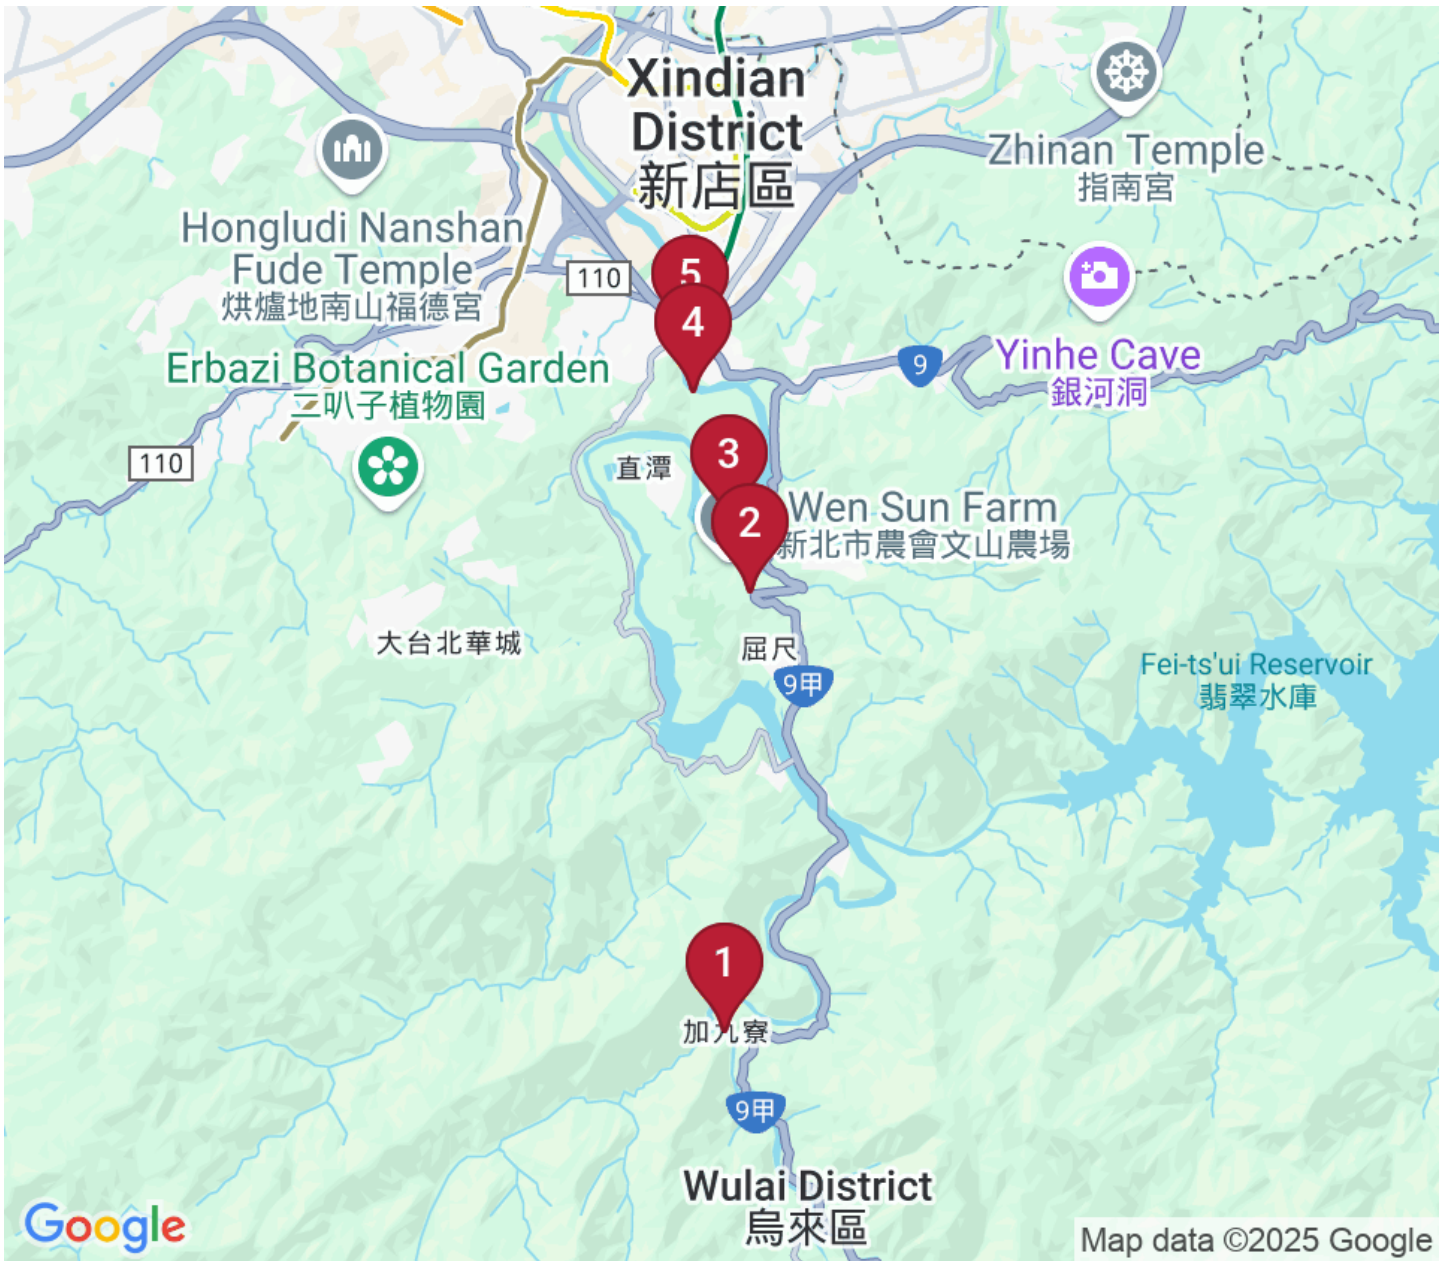 Xindian
District
新店區
Zhinan Temple
指南宮
Hongludi Nanshan
Fude Temple
烘爐地南山福德宮
110
5
4
Yinhe Cave
銀河洞
9
Erbazi Botanical Garden
二叭子植物園
110
直潭
3
2
Wen Sun Farm
新北市農會文山農場
大台北華城
屈尺
9甲
Fei-ts'ui Reservoir
翡翠水庫
1
加九寮
9甲
Wulai District
烏來區
Google
Map data ©2025 Google